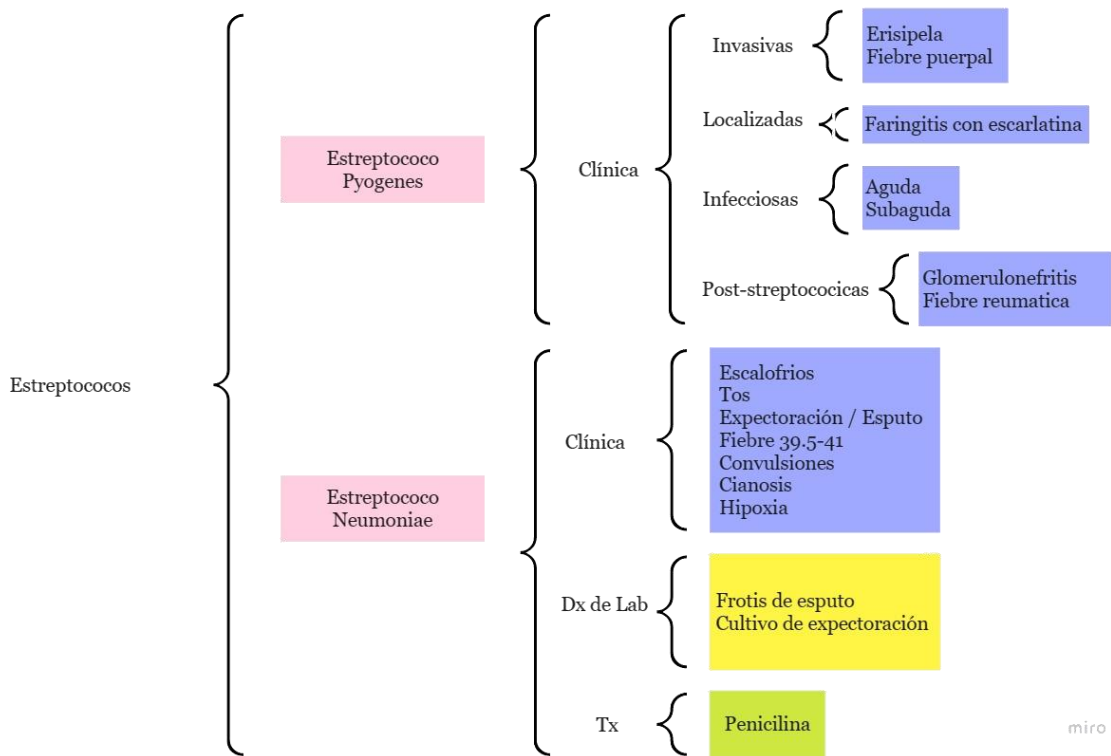 Estreptococos
Estreptococo
Pyogenes
Clínica
Invasivas
Erisipela
Fiebre puerpal
Localizadas
Faringitis con escarlatina
Infecciosas
Aguda
Subaguda
Post-streptococicas
Glomerulonefritis
Fiebre reumatica
Estreptococo
Neumoniae
Clínica
Escalofrios
Tos
Expectoración / Esputo
Fiebre 39.5-41
Convulsiones
Cianosis
Hipoxia
Dx de Lab
Frotis de esputo
Cultivo de expectoración
Tx
Penicilina
miro